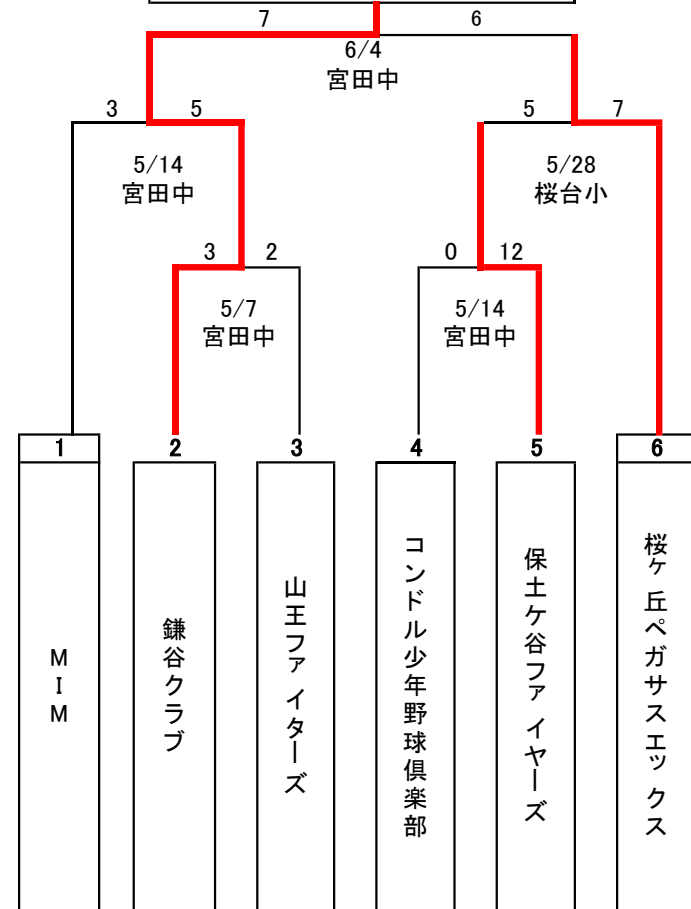 7 6
6/4
宮田中
3 5
5 7
5/14
宮田中
5/28
桜台小
3 2
0 12
5/7
宮田中
5/14
宮田中
1
2
3
4
5
6
MIM
鎌谷クラブ
山王ファイターズ
コンドル少年野球倶楽部
保土ケ谷ファイヤーズ
桜ヶ丘ペガサスエックス